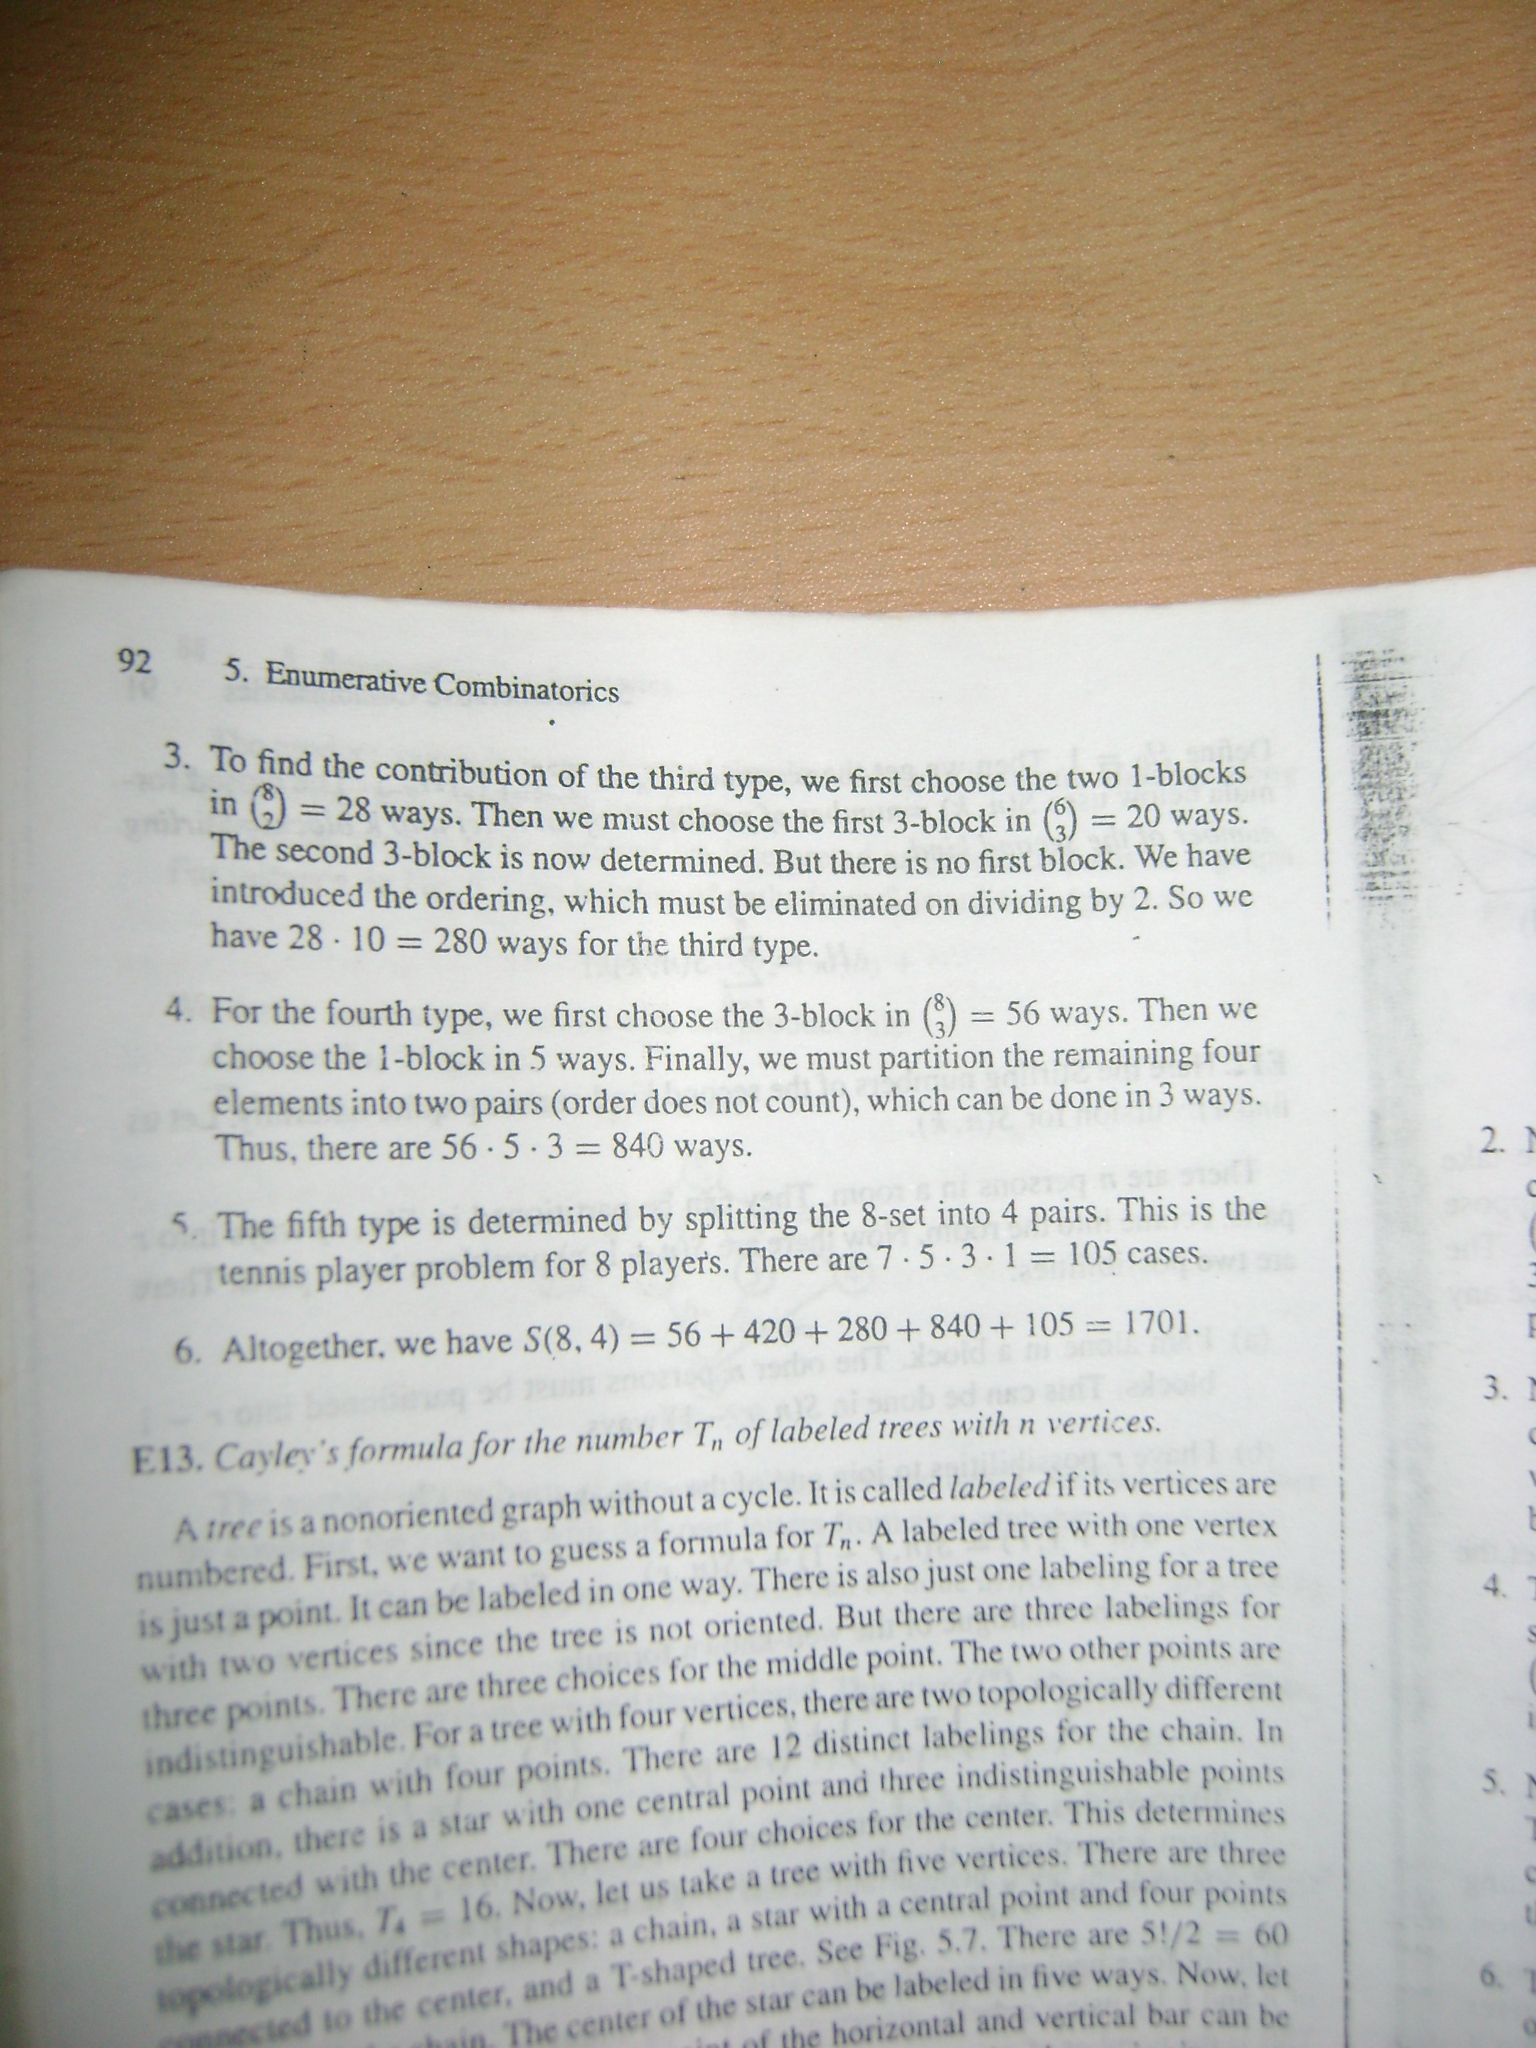 92 5. Enumerative Combinatorics
3. To find the contribution of the third type, we first choose the two 1-blocks
in (8 2) = 28 ways. Then we must choose the first 3-block in (6 3) = 20 ways.
The second 3-block is now determined. But there is no first block. We have
introduced the ordering, which must be eliminated on dividing by 2. So we
have 28 · 10 = 280 ways for the third type.
4. For the fourth type, we first choose the 3-block in (8 3) = 56 ways. Then we
choose the 1-block in 5 ways. Finally, we must partition the remaining four
elements into two pairs (order does not count), which can be done in 3 ways.
Thus, there are 56 · 5 · 3 = 840 ways.
5. The fifth type is determined by splitting the 8-set into 4 pairs. This is the
tennis player problem for 8 players. There are 7 · 5 · 3 · 1 = 105 cases.
6. Altogether, we have S(8, 4) = 56 + 420 + 280 + 840 + 105 = 1701.
E13. Cayley's formula for the number Tn of labeled trees with n vertices.
A tree is a nonoriented graph without a cycle. It is called labeled if its vertices are
numbered. First, we want to guess a formula for Tn. A labeled tree with one vertex
is just a point. It can be labeled in one way. There is also just one labeling for a tree
with two vertices since the tree is not oriented. But there are three labelings for
three points. There are three choices for the middle point. The two other points are
indistinguishable. For a tree with four vertices, there are two topologically different
cases: a chain with four points. There are 12 distinct labelings for the chain. In
addition, there is a star with one central point and three indistinguishable points
connected with the center. There are four choices for the center. This determines
the star. Thus, T4 = 16. Now, let us take a tree with five vertices. There are three
topologically different shapes: a chain, a star with a central point and four points
connected to the center, and a T-shaped tree. See Fig. 5.7. There are 5!/2 = 60
chain. The center of the star can be labeled in five ways. Now, let
of the horizontal and vertical bar can be
2.
3.
4.
5.
6.